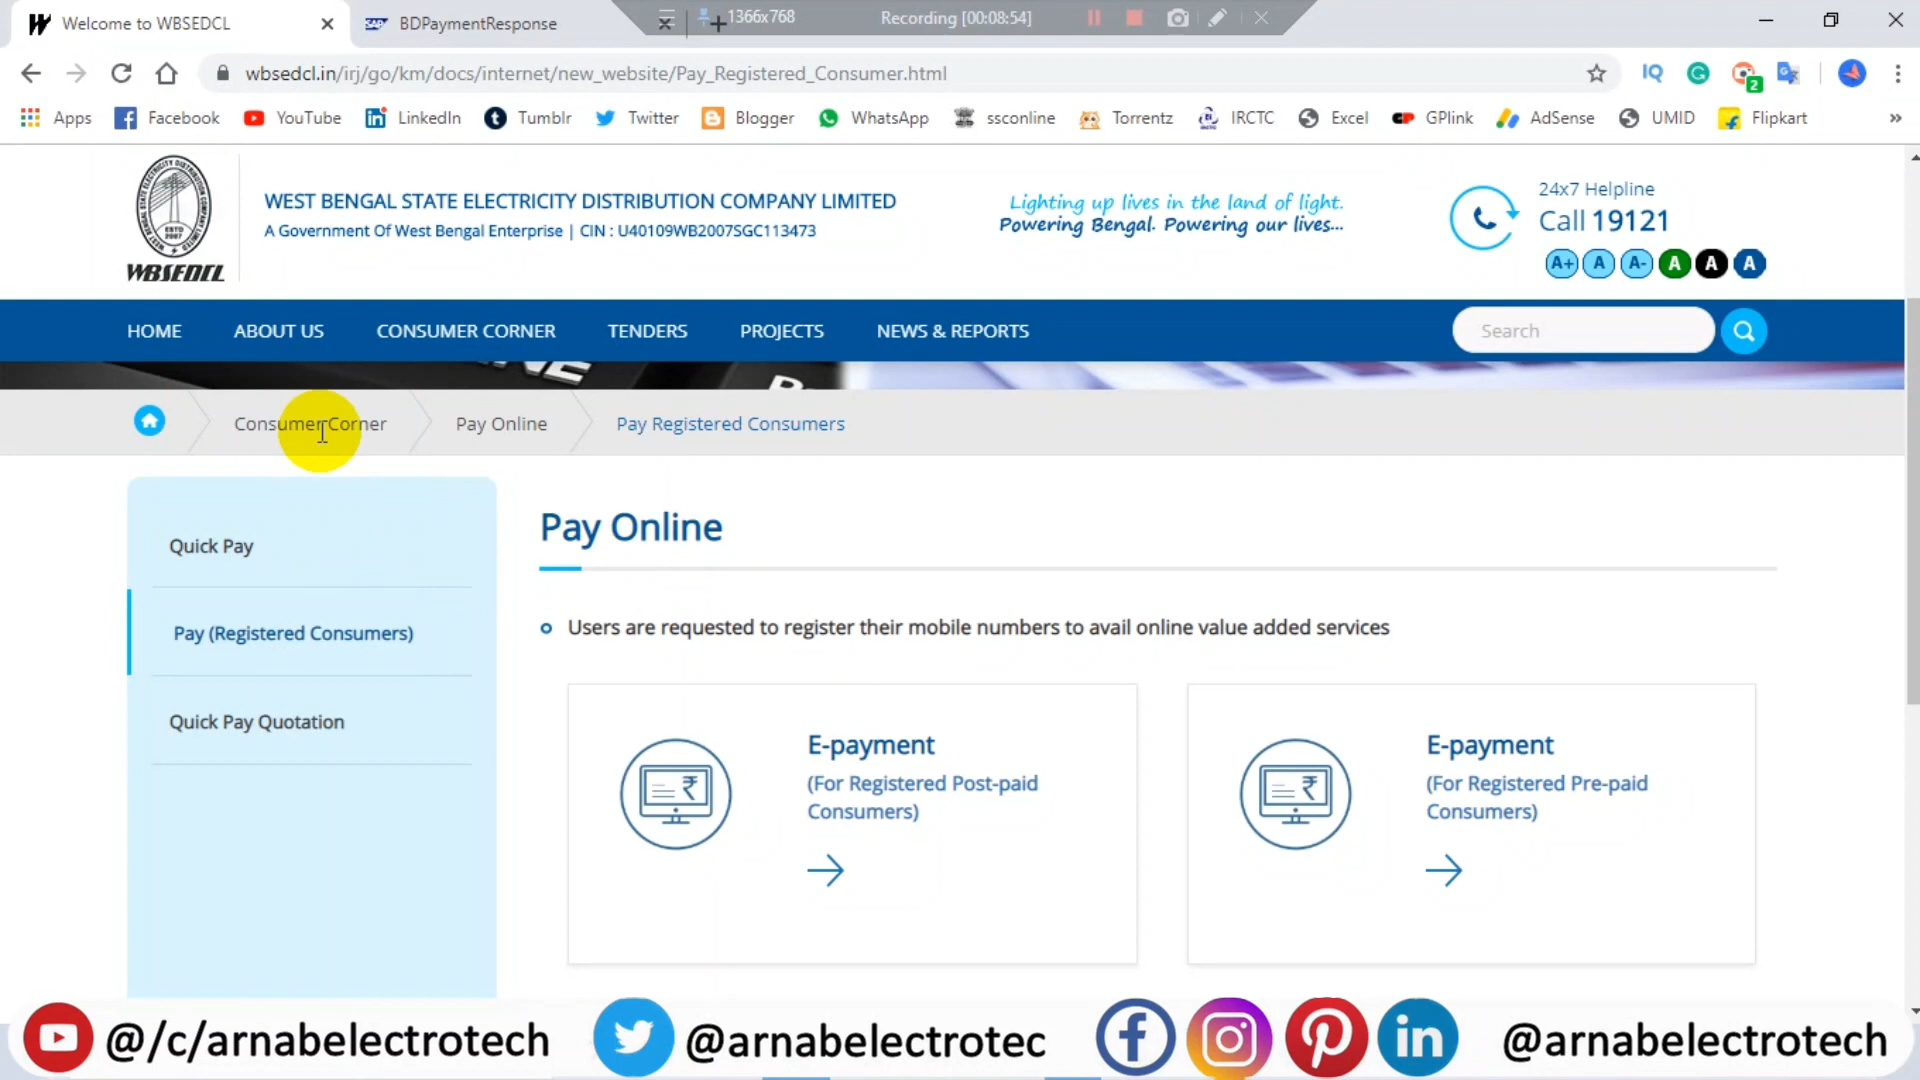 Welcome to WBSEDCL
BDPaymentResponse
1366x768
Recording [00:08:54]
wbsedcl.in/irj/go/km/docs/internet/new_website/Pay_Registered_Consumer.html
IQ
G
2
Apps
Facebook
YouTube
LinkedIn
Tumblr
Twitter
Blogger
WhatsApp
ssconline
Torrentz
IRCTC
Excel
GPlink
AdSense
UMID
Flipkart
»
WBSEDCL
WEST BENGAL STATE ELECTRICITY DISTRIBUTION COMPANY LIMITED
A Government Of West Bengal Enterprise | CIN : U40109WB2007SGC113473
Lighting up lives in the land of light.
Powering Bengal. Powering our lives...
24x7 Helpline
Call 19121
A+ A A- A A A
HOME
ABOUT US
CONSUMER CORNER
TENDERS
PROJECTS
NEWS & REPORTS
Search
Consumer Corner
Pay Online
Pay Registered Consumers
Quick Pay
Pay (Registered Consumers)
Quick Pay Quotation
Pay Online
Users are requested to register their mobile numbers to avail online value added services
E-payment
(For Registered Post-paid
Consumers)
E-payment
(For Registered Pre-paid
Consumers)
@/c/arnabelectrotech
@arnabelectrotec
@arnabelectrotech